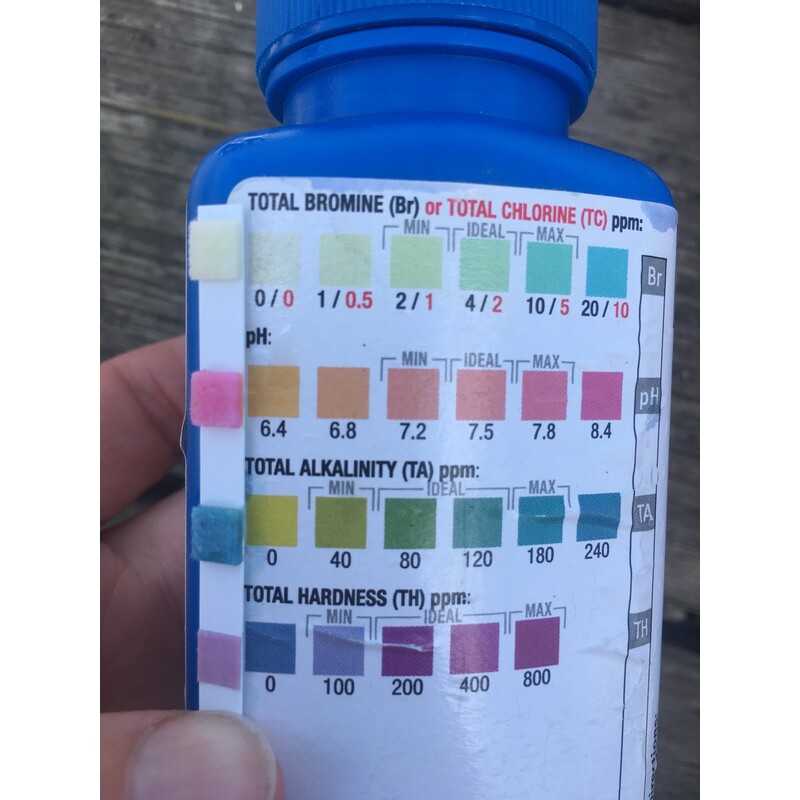 TOTAL BROMINE (Br) or TOTAL CHLORINE (TC) ppm:
MIN IDEAL MAX
0 / 0 1 / 0.5 2 / 1 4 / 2 10 / 5 20 / 10
Br
pH:
MIN IDEAL MAX
6.4 6.8 7.2 7.5 7.8 8.4
pH
TOTAL ALKALINITY (TA) ppm:
MIN IDEAL MAX
0 40 80 120 180 240
TA
TOTAL HARDNESS (TH) ppm:
MIN IDEAL MAX
0 100 200 400 800
TH